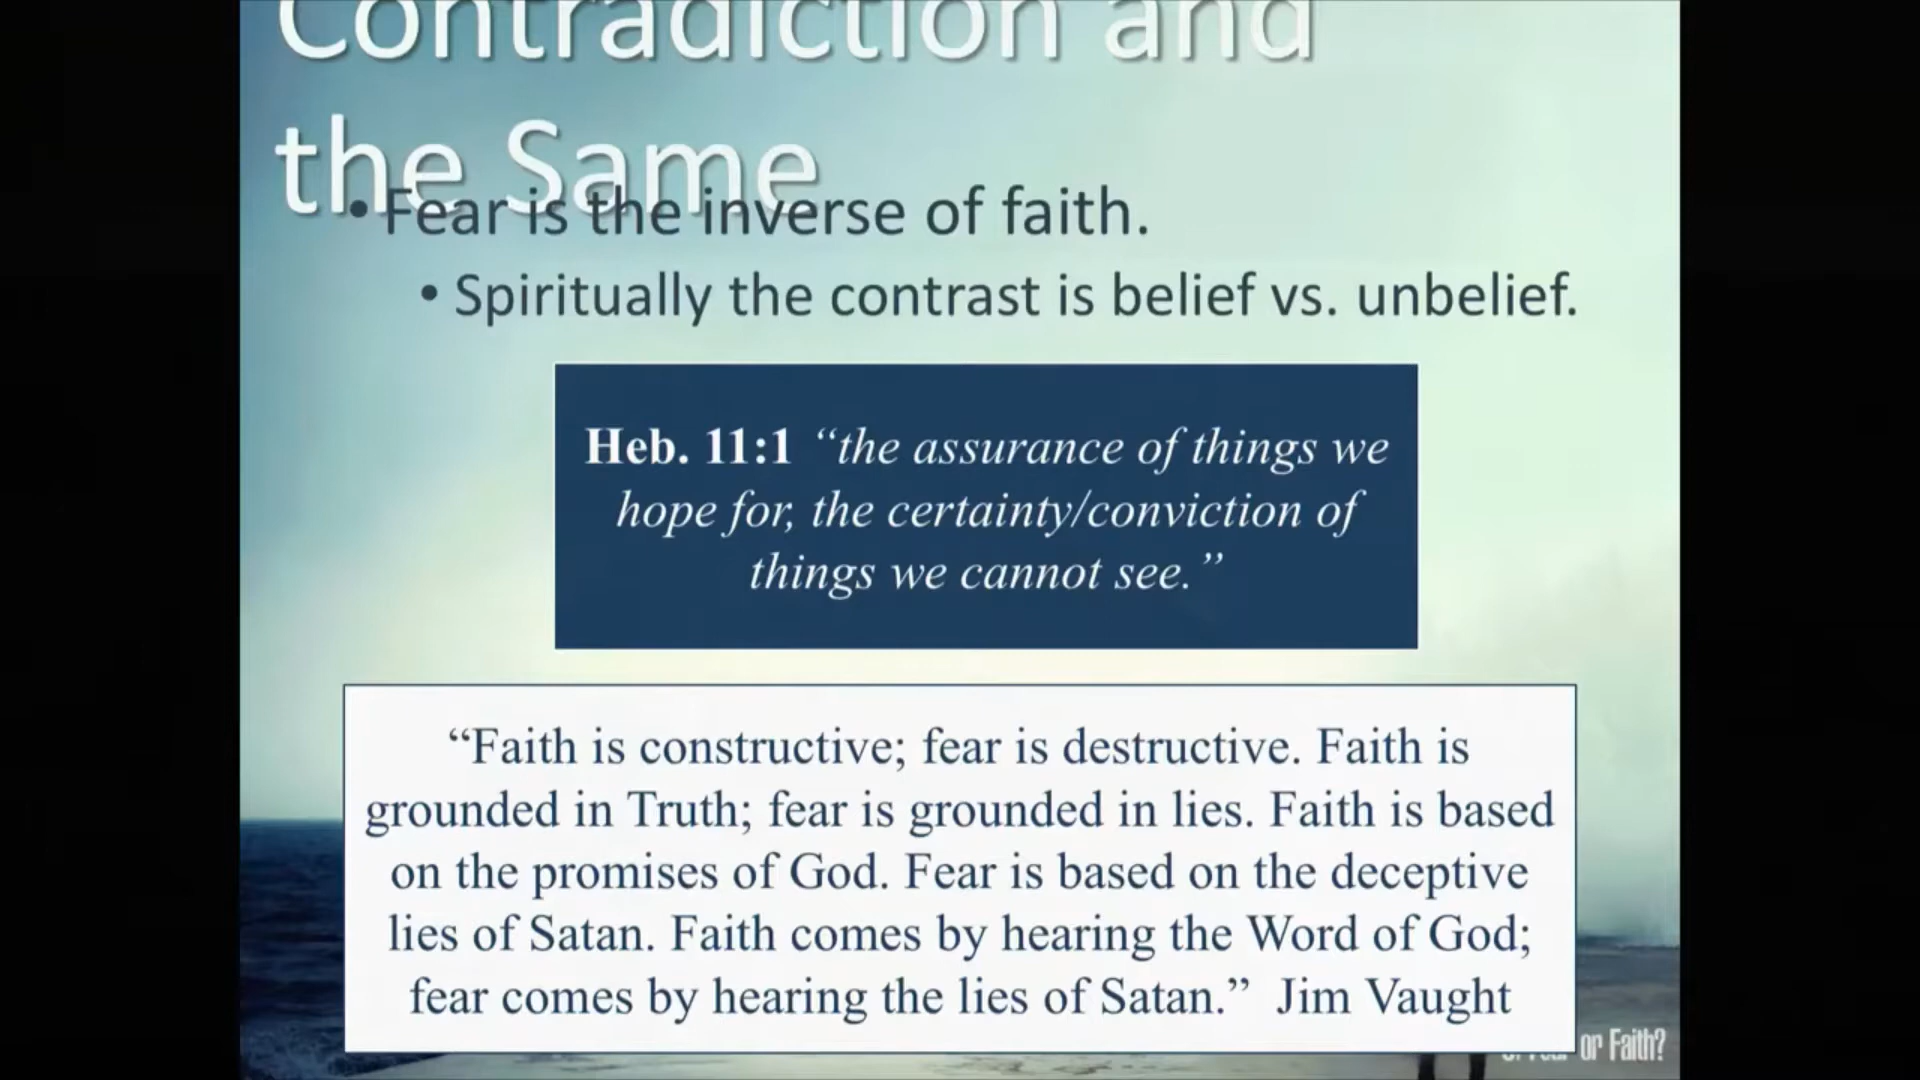 Contradiction and
the Same
• Fear is the inverse of faith.
• Spiritually the contrast is belief vs. unbelief.
Heb. 11:1 “the assurance of things we
hope for, the certainty/conviction of
things we cannot see.”
“Faith is constructive; fear is destructive. Faith is
grounded in Truth; fear is grounded in lies. Faith is based
on the promises of God. Fear is based on the deceptive
lies of Satan. Faith comes by hearing the Word of God;
fear comes by hearing the lies of Satan.” Jim Vaught
or Faith?